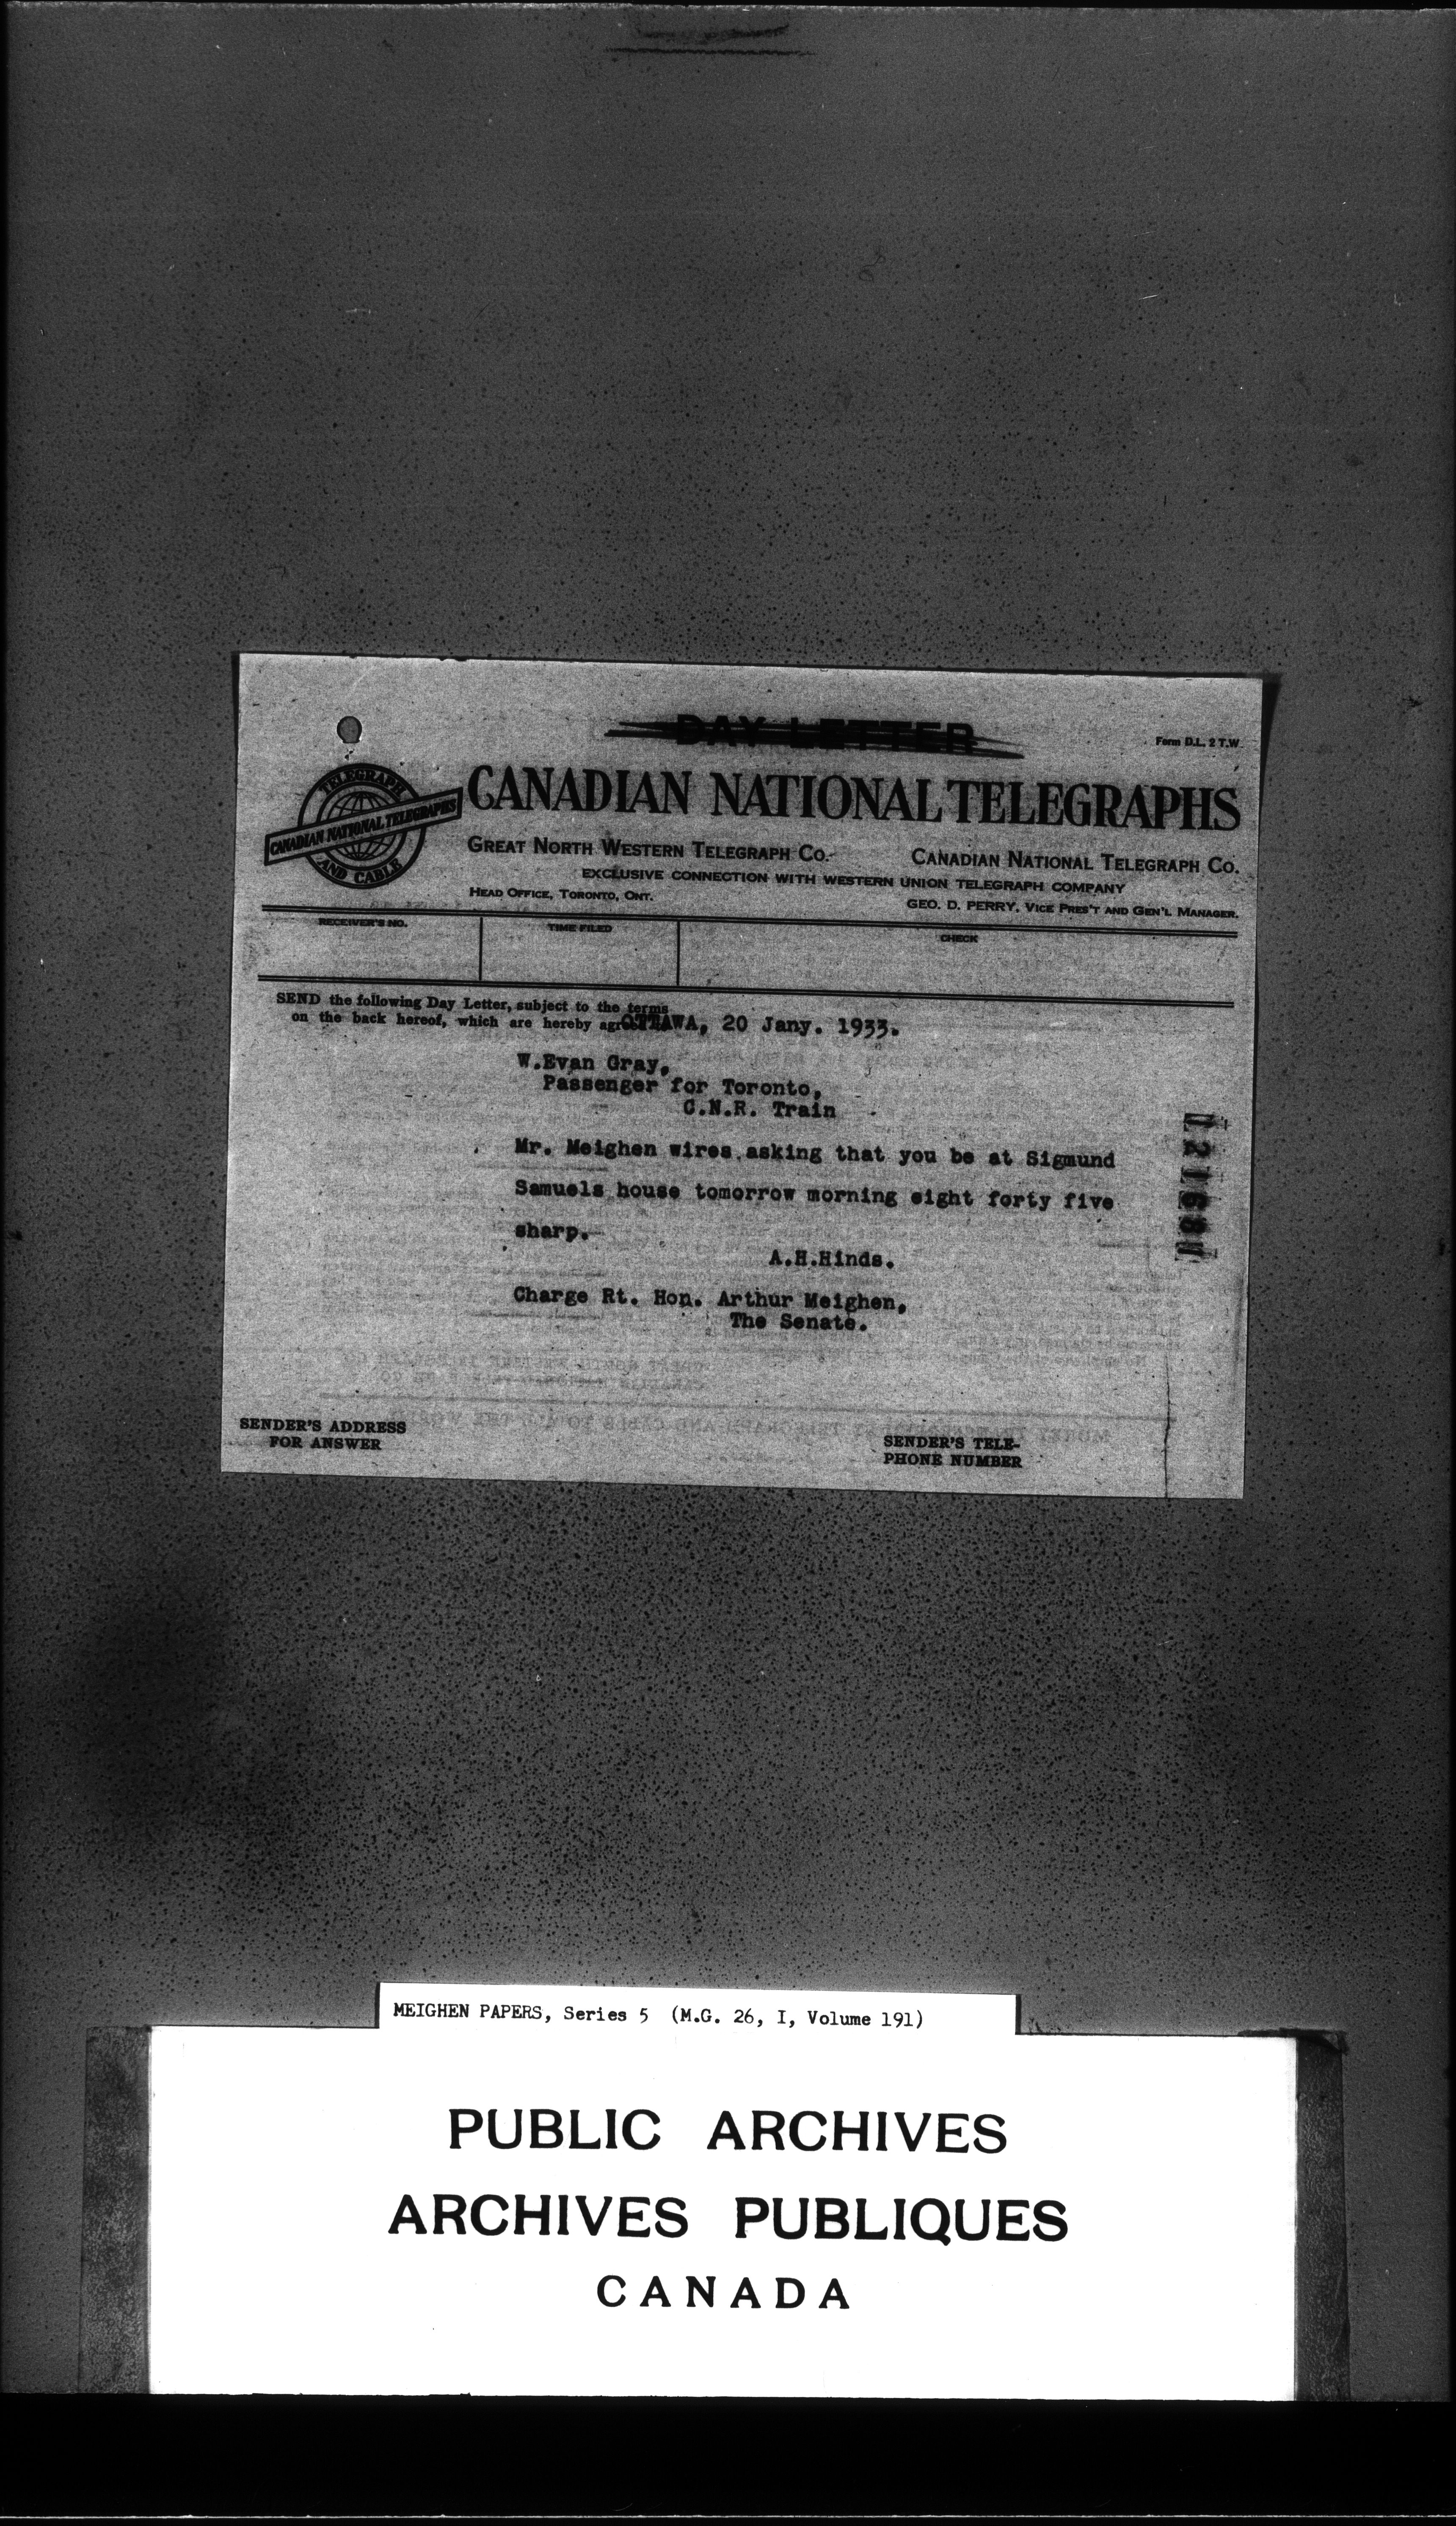 DAY LETTER
Form D.L. 2 T.W.
TELEGRAPH
CANADIAN NATIONAL TELEGRAPHS
AND CABLE
CANADIAN NATIONAL TELEGRAPHS
GREAT NORTH WESTERN TELEGRAPH CO. CANADIAN NATIONAL TELEGRAPH CO.
EXCLUSIVE CONNECTION WITH WESTERN UNION TELEGRAPH COMPANY
HEAD OFFICE, TORONTO, ONT. GEO. D. PERRY, VICE PRES'T AND GEN'L MANAGER.
RECEIVER'S NO. TIME FILED CHECK
SEND the following Day Letter, subject to the terms
on the back hereof, which are hereby OTTAWA, 20 Jany. 1933.
W.Evan Gray,
Passenger for Toronto,
C.N.R. Train
Mr. Meighen wires asking that you be at Sigmund
Samuels house tomorrow morning eight forty five
sharp.
A.H.Hinds.
Charge Rt. Hon. Arthur Meighen,
The Senate.
SENDER'S ADDRESS
FOR ANSWER
SENDER'S TELE-
PHONE NUMBER
MEIGHEN PAPERS, Series 5 (M.G. 26, I, Volume 191)
PUBLIC ARCHIVES
ARCHIVES PUBLIQUES
CANADA